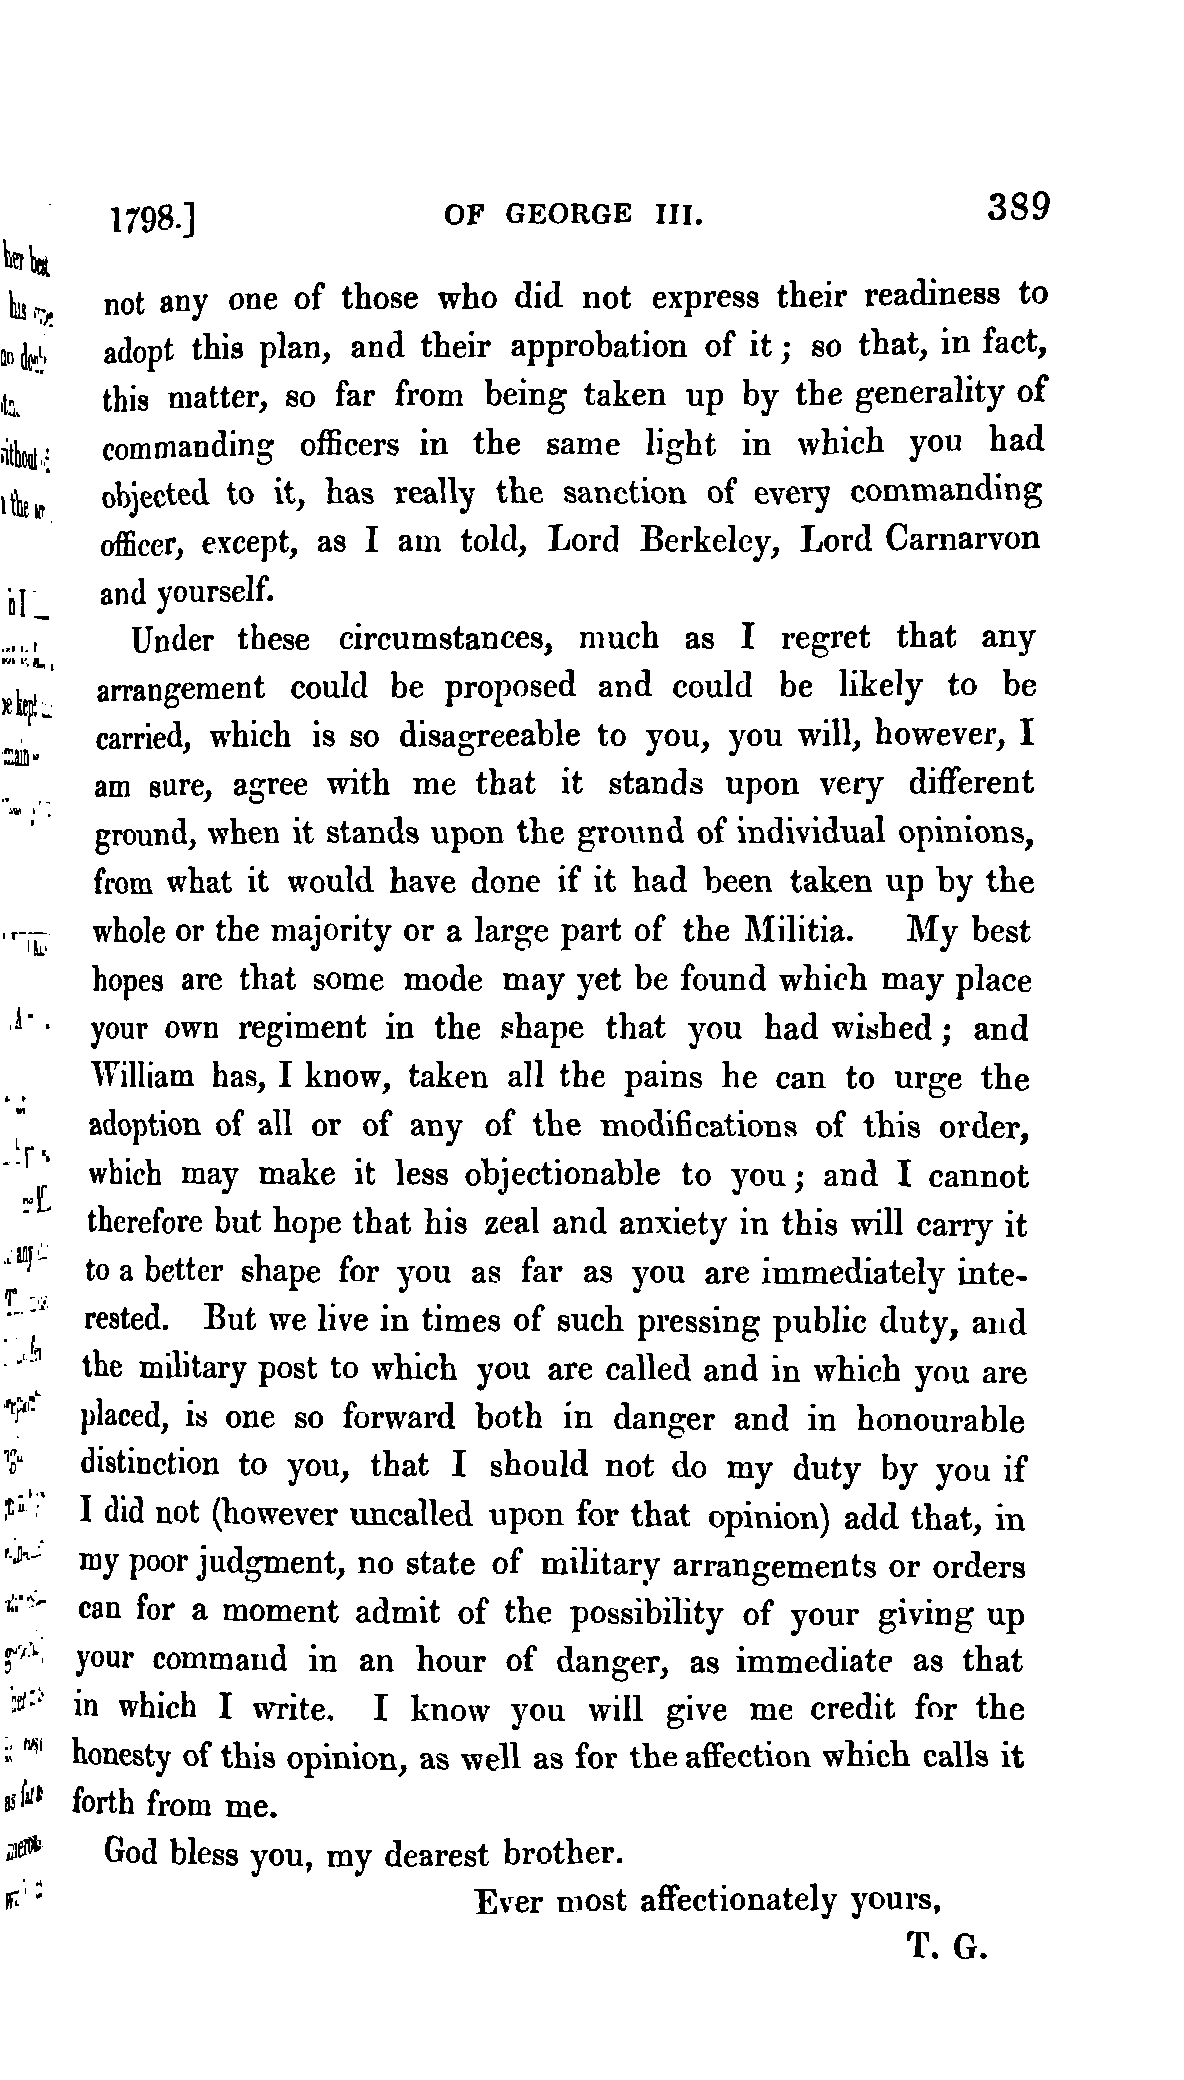 1798.] OF GEORGE III. 389
not any one of those who did not express their readiness to
adopt this plan, and their approbation of it; so that, in fact,
this matter, so far from being taken up by the generality of
commanding officers in the same light in which you had
objected to it, has really the sanction of every commanding
officer, except, as I am told, Lord Berkeley, Lord Carnarvon
and yourself.
Under these circumstances, much as I regret that any
arrangement could be proposed and could be likely to be
carried, which is so disagreeable to you, you will, however, I
am sure, agree with me that it stands upon very different
ground, when it stands upon the ground of individual opinions,
from what it would have done if it had been taken up by the
whole or the majority or a large part of the Militia. My best
hopes are that some mode may yet be found which may place
your own regiment in the shape that you had wished; and
William has, I know, taken all the pains he can to urge the
adoption of all or of any of the modifications of this order,
which may make it less objectionable to you; and I cannot
therefore but hope that his zeal and anxiety in this will carry it
to a better shape for you as far as you are immediately inte-
rested. But we live in times of such pressing public duty, and
the military post to which you are called and in which you are
placed, is one so forward both in danger and in honourable
distinction to you, that I should not do my duty by you if
I did not (however uncalled upon for that opinion) add that, in
my poor judgment, no state of military arrangements or orders
can for a moment admit of the possibility of your giving up
your command in an hour of danger, as immediate as that
in which I write. I know you will give me credit for the
honesty of this opinion, as well as for the affection which calls it
forth from me.
God bless you, my dearest brother.
Ever most affectionately yours,
T. G.